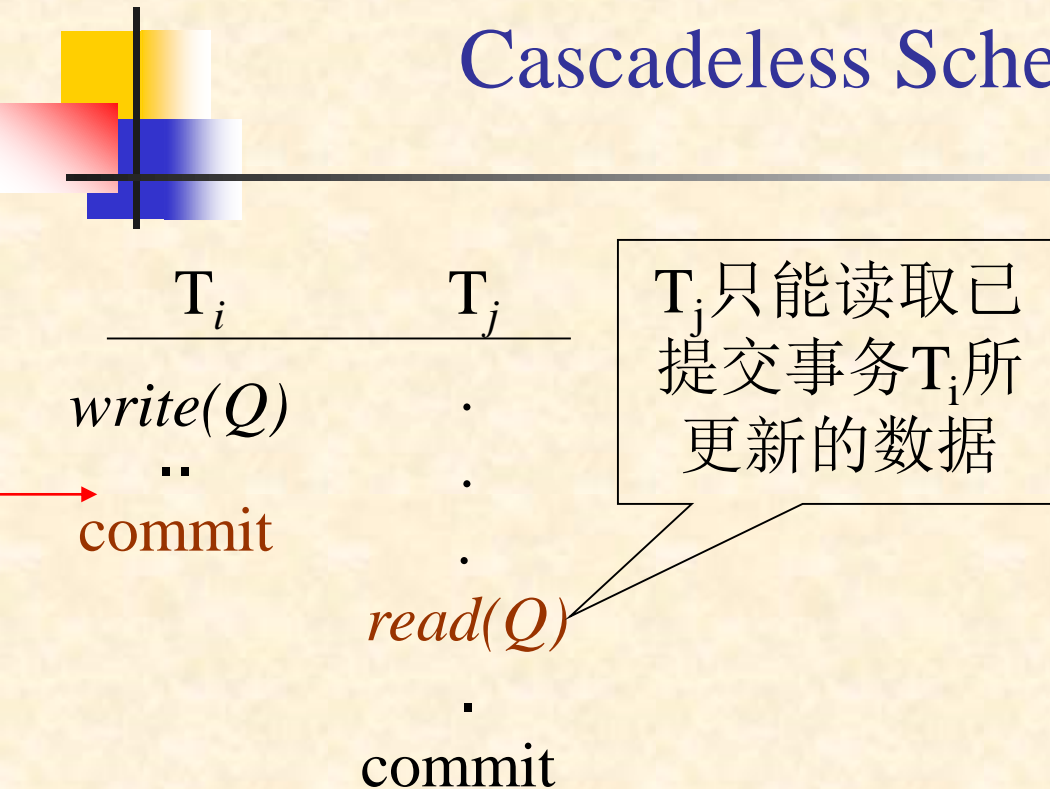 Cascadeless Sche
Ti Tj
Tj只能读取已
提交事务Ti所
更新的数据
write(Q) .
.. .
commit
.
read(Q)
.
commit